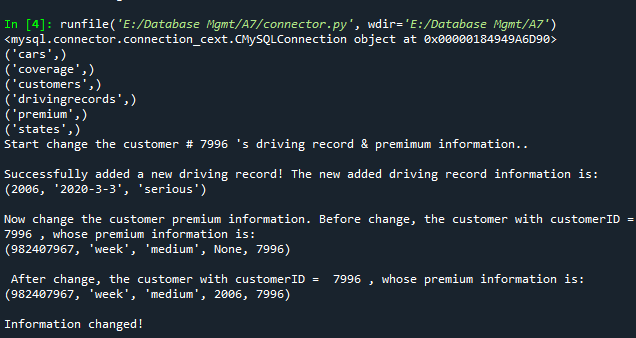 In [4]: runfile('E:/Database Mgmt/A7/connector.py', wdir='E:/Database Mgmt/A7')
<mysql.connector.connection_cext.CMySQLConnection object at 0x00000184949A6D90>
('cars',)
('coverage',)
('customers',)
('drivingrecords',)
('premium',)
('states',)
Start change the customer # 7996 's driving record & premimum information..
Successfully added a new driving record! The new added driving record information is:
(2006, '2020-3-3', 'serious')
Now change the customer premium information. Before change, the customer with customerID =
7996 , whose premium information is:
(982407967, 'week', 'medium', None, 7996)
After change, the customer with customerID =  7996 , whose premium information is:
(982407967, 'week', 'medium', 2006, 7996)
Information changed!